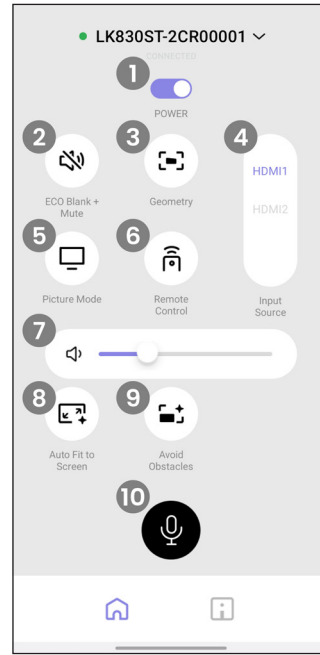 LK830ST-2CR00001
CONNECTED
1
POWER
2
3
4
ECO Blank +
Mute
Geometry
HDMI1
HDMI2
5
6
Picture Mode
Remote
Control
Input
Source
7
8
9
Auto Fit to
Screen
Avoid
Obstacles
10